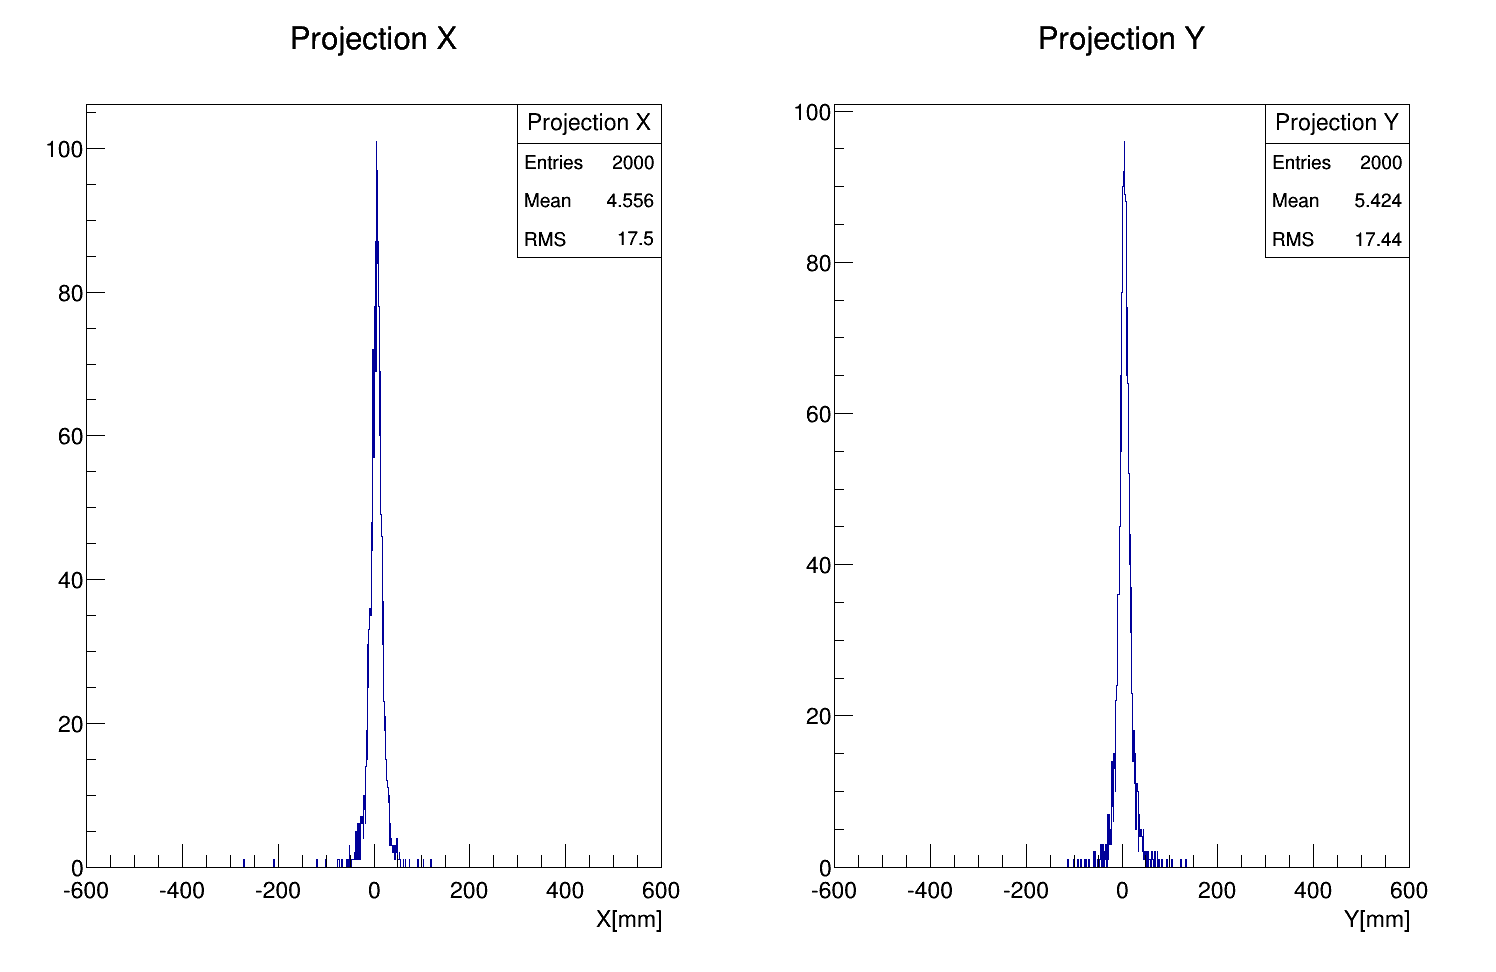 Projection X
Projection X
Entries 2000
Mean 4.556
RMS 17.5
100
80
60
40
20
0
-600 -400 -200 0 200 400 600
X[mm]
Projection Y
Projection Y
Entries 2000
Mean 5.424
RMS 17.44
100
80
60
40
20
0
-600 -400 -200 0 200 400 600
Y[mm]